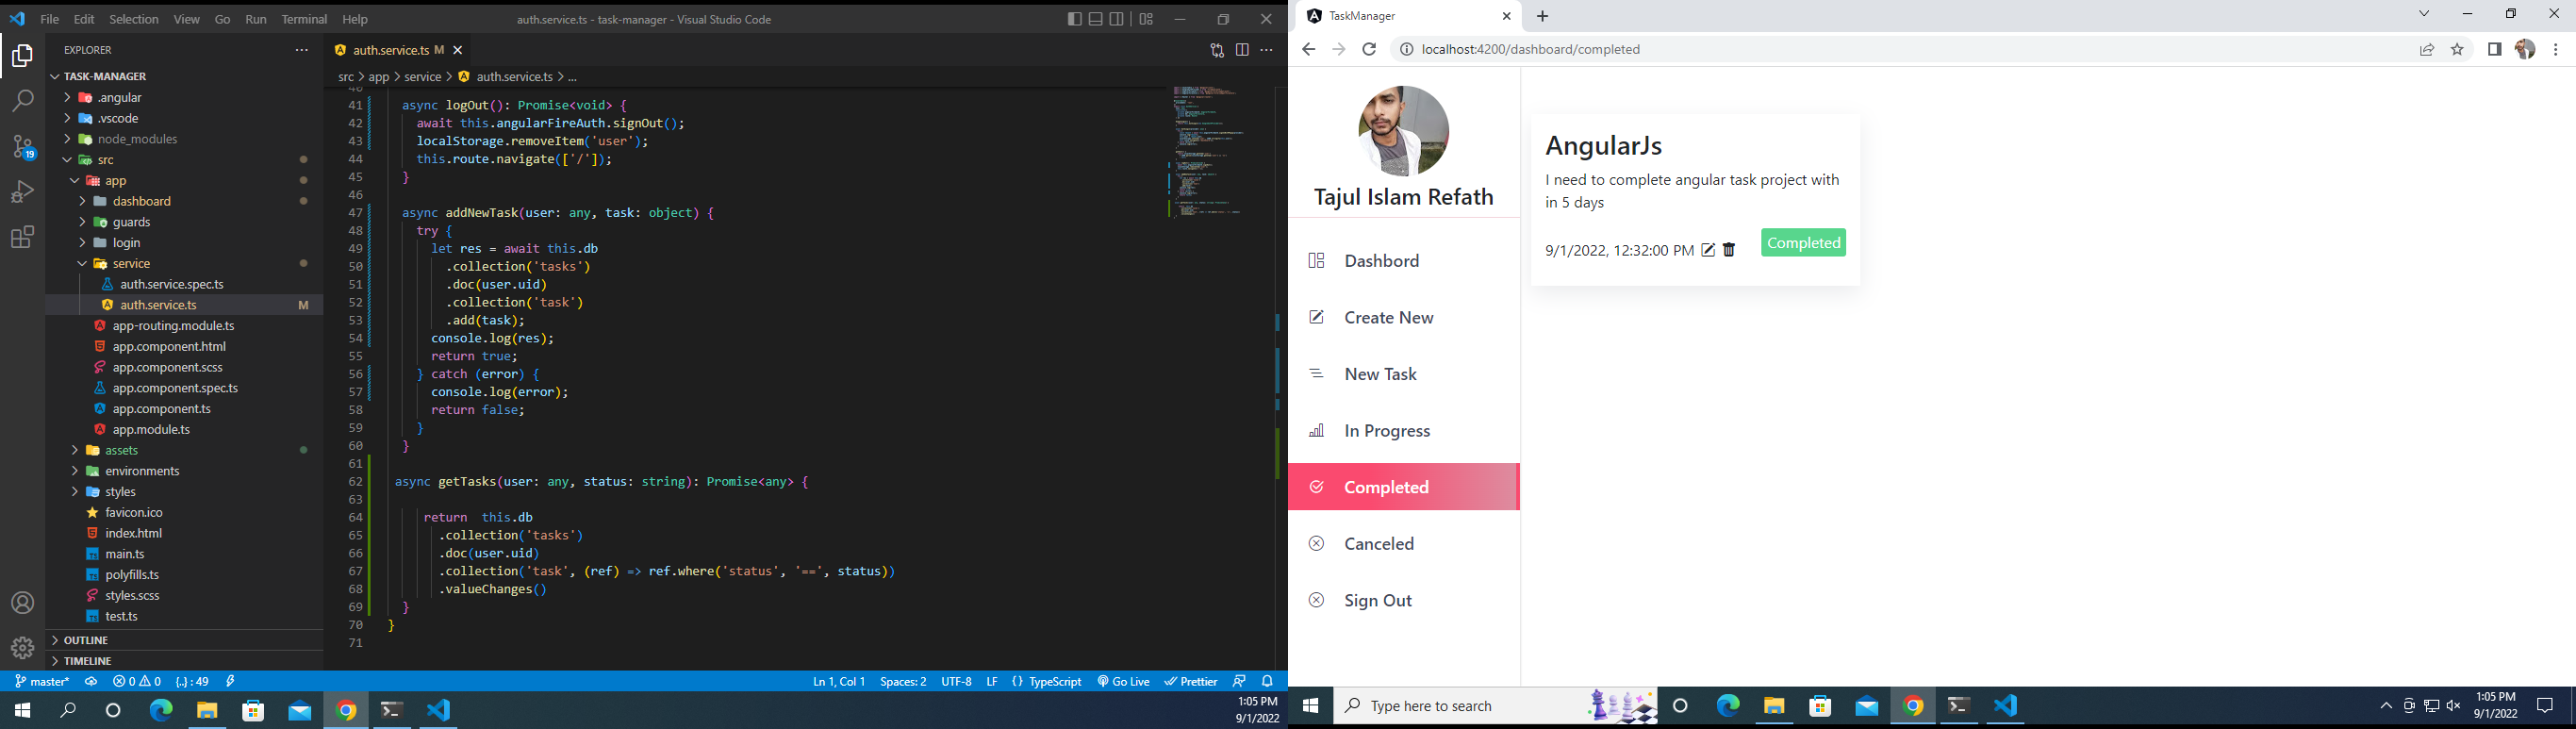 File Edit Selection View Go Run Terminal Help
auth.service.ts - task-manager - Visual Studio Code
EXPLORER
TASK-MANAGER
.angular
.vscode
node_modules
src
app
dashboard
guards
login
service
auth.service.spec.ts
auth.service.ts M
app-routing.module.ts
app.component.html
app.component.scss
app.component.spec.ts
app.component.ts
app.module.ts
assets
environments
styles
favicon.ico
index.html
main.ts
polyfills.ts
styles.scss
test.ts
OUTLINE
TIMELINE
19
auth.service.ts M
src > app > service > auth.service.ts > ...
40
41 async logOut(): Promise<void> {
42 await this.angularFireAuth.signOut();
43 localStorage.removeItem('user');
44 this.route.navigate(['/']);
45 }
46
47 async addNewTask(user: any, task: object) {
48 try {
49 let res = await this.db
50 .collection('tasks')
51 .doc(user.uid)
52 .collection('task')
53 .add(task);
54 console.log(res);
55 return true;
56 } catch (error) {
57 console.log(error);
58 return false;
59 }
60 }
61
62 async getTasks(user: any, status: string): Promise<any> {
63
64 return  this.db
65 .collection('tasks')
66 .doc(user.uid)
67 .collection('task', (ref) => ref.where('status', '==', status))
68 .valueChanges()
69 }
70 }
71
master* 0 0 {..} : 49
Ln 1, Col 1 Spaces: 2 UTF-8 LF {} TypeScript Go Live Prettier
1:05 PM
9/1/2022
TaskManager
localhost:4200/dashboard/completed
Tajul Islam Refath
Dashbord
Create New
New Task
In Progress
Completed
Canceled
Sign Out
AngularJs
I need to complete angular task project with
in 5 days
9/1/2022, 12:32:00 PM Completed
Type here to search
1:05 PM
9/1/2022